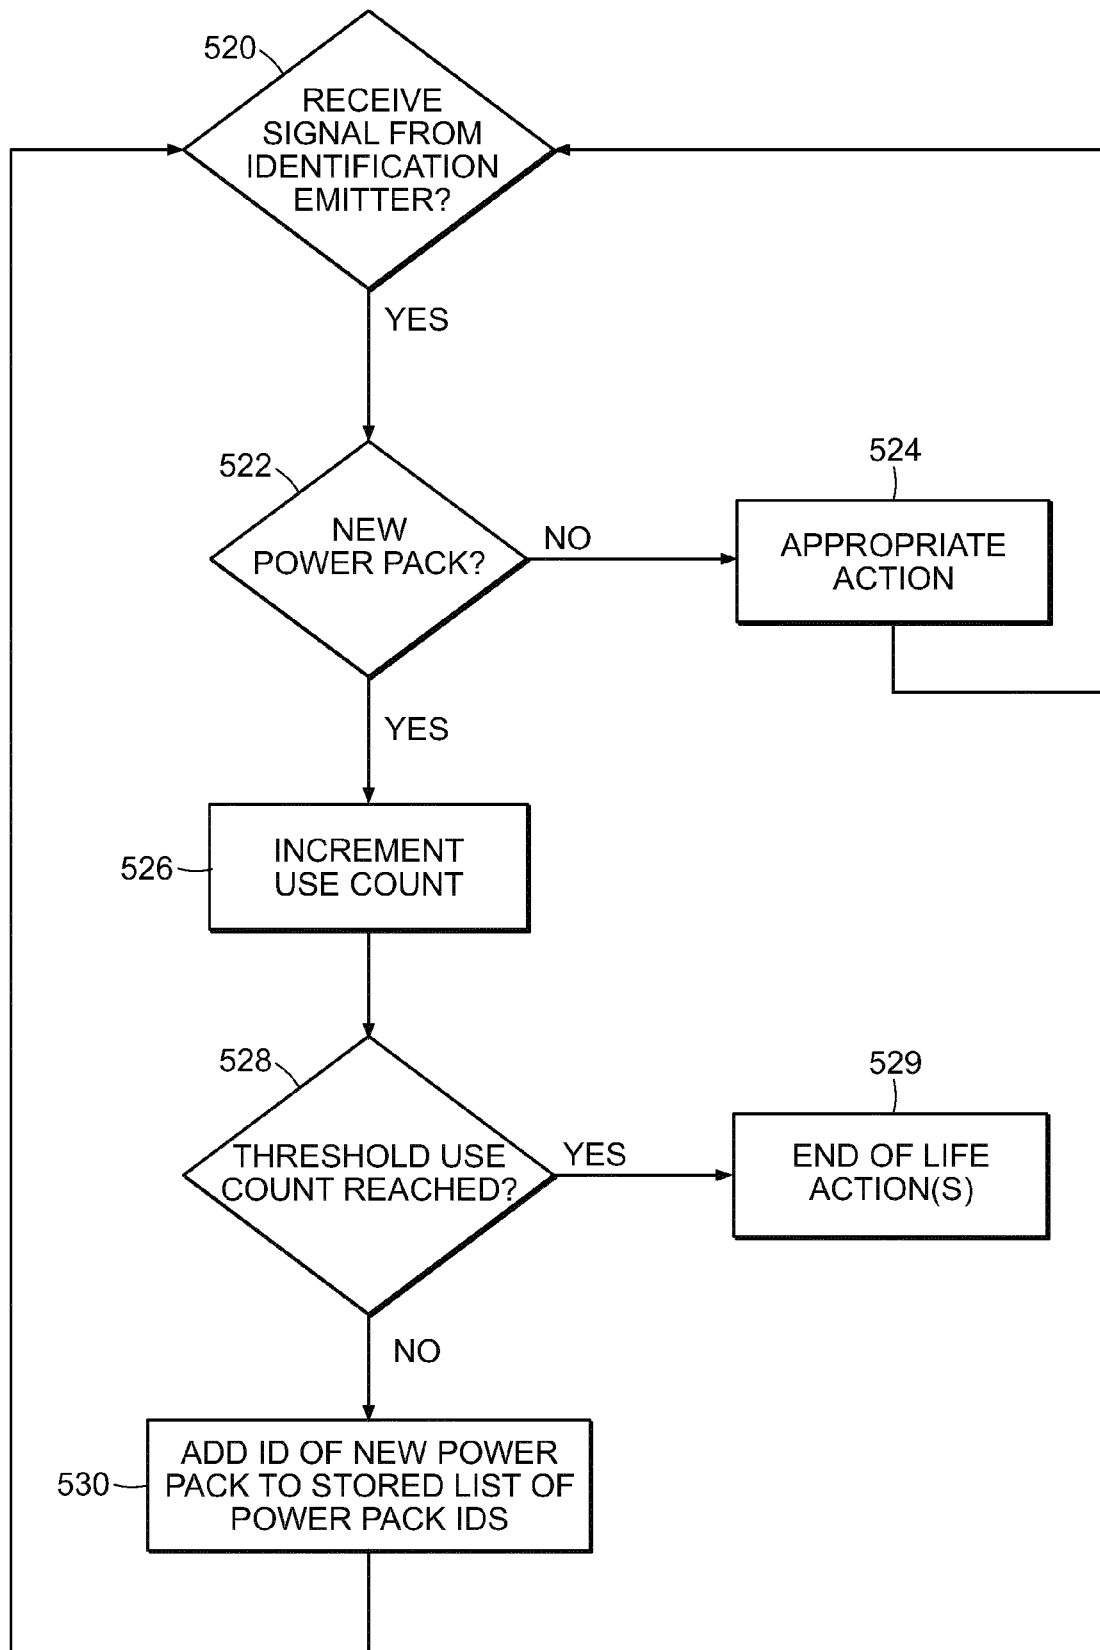 520
RECEIVE
SIGNAL FROM
IDENTIFICATION
EMITTER?
YES
522
NEW
POWER PACK?
NO
524
APPROPRIATE
ACTION
YES
526
INCREMENT
USE COUNT
528
THRESHOLD USE
COUNT REACHED?
YES
529
END OF LIFE
ACTION(S)
NO
530
ADD ID OF NEW POWER
PACK TO STORED LIST OF
POWER PACK IDS